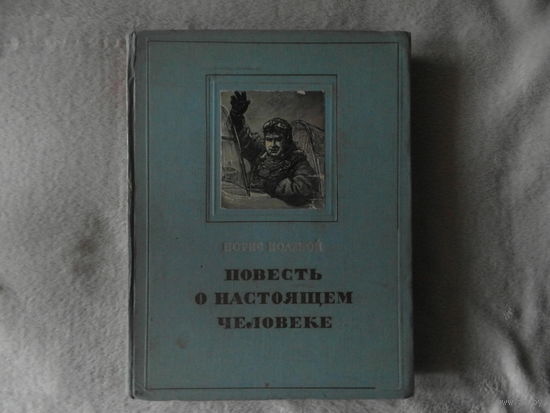 БОРИС ПОЛЕВОЙ
ПОВЕСТЬ
О НАСТОЯЩЕМ
ЧЕЛОВЕКЕ